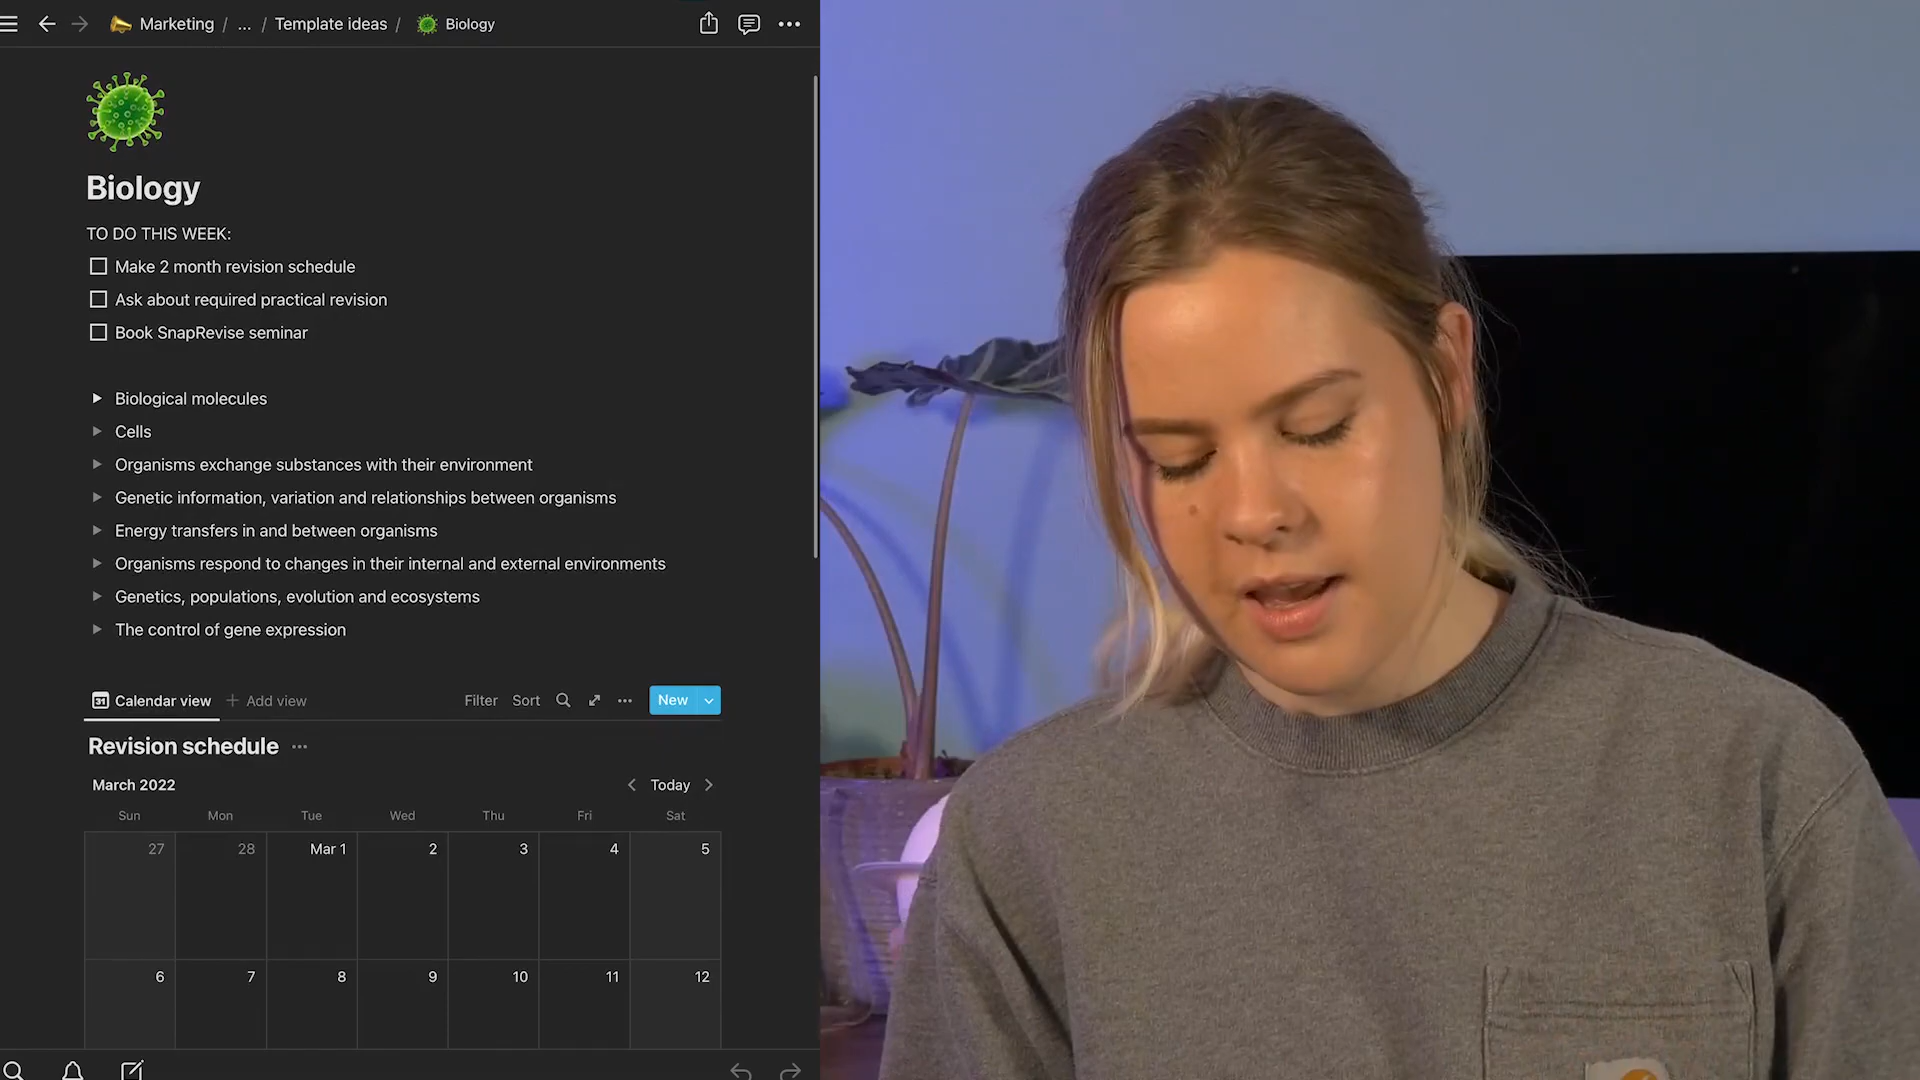 Marketing / ... / Template ideas / Biology
Biology
TO DO THIS WEEK:
Make 2 month revision schedule
Ask about required practical revision
Book SnapRevise seminar
Biological molecules
Cells
Organisms exchange substances with their environment
Genetic information, variation and relationships between organisms
Energy transfers in and between organisms
Organisms respond to changes in their internal and external environments
Genetics, populations, evolution and ecosystems
The control of gene expression
31 Calendar view + Add view Filter Sort ... New
Revision schedule ...
March 2022 Today
Sun Mon Tue Wed Thu Fri Sat
27 28 Mar 1 2 3 4 5
6 7 8 9 10 11 12